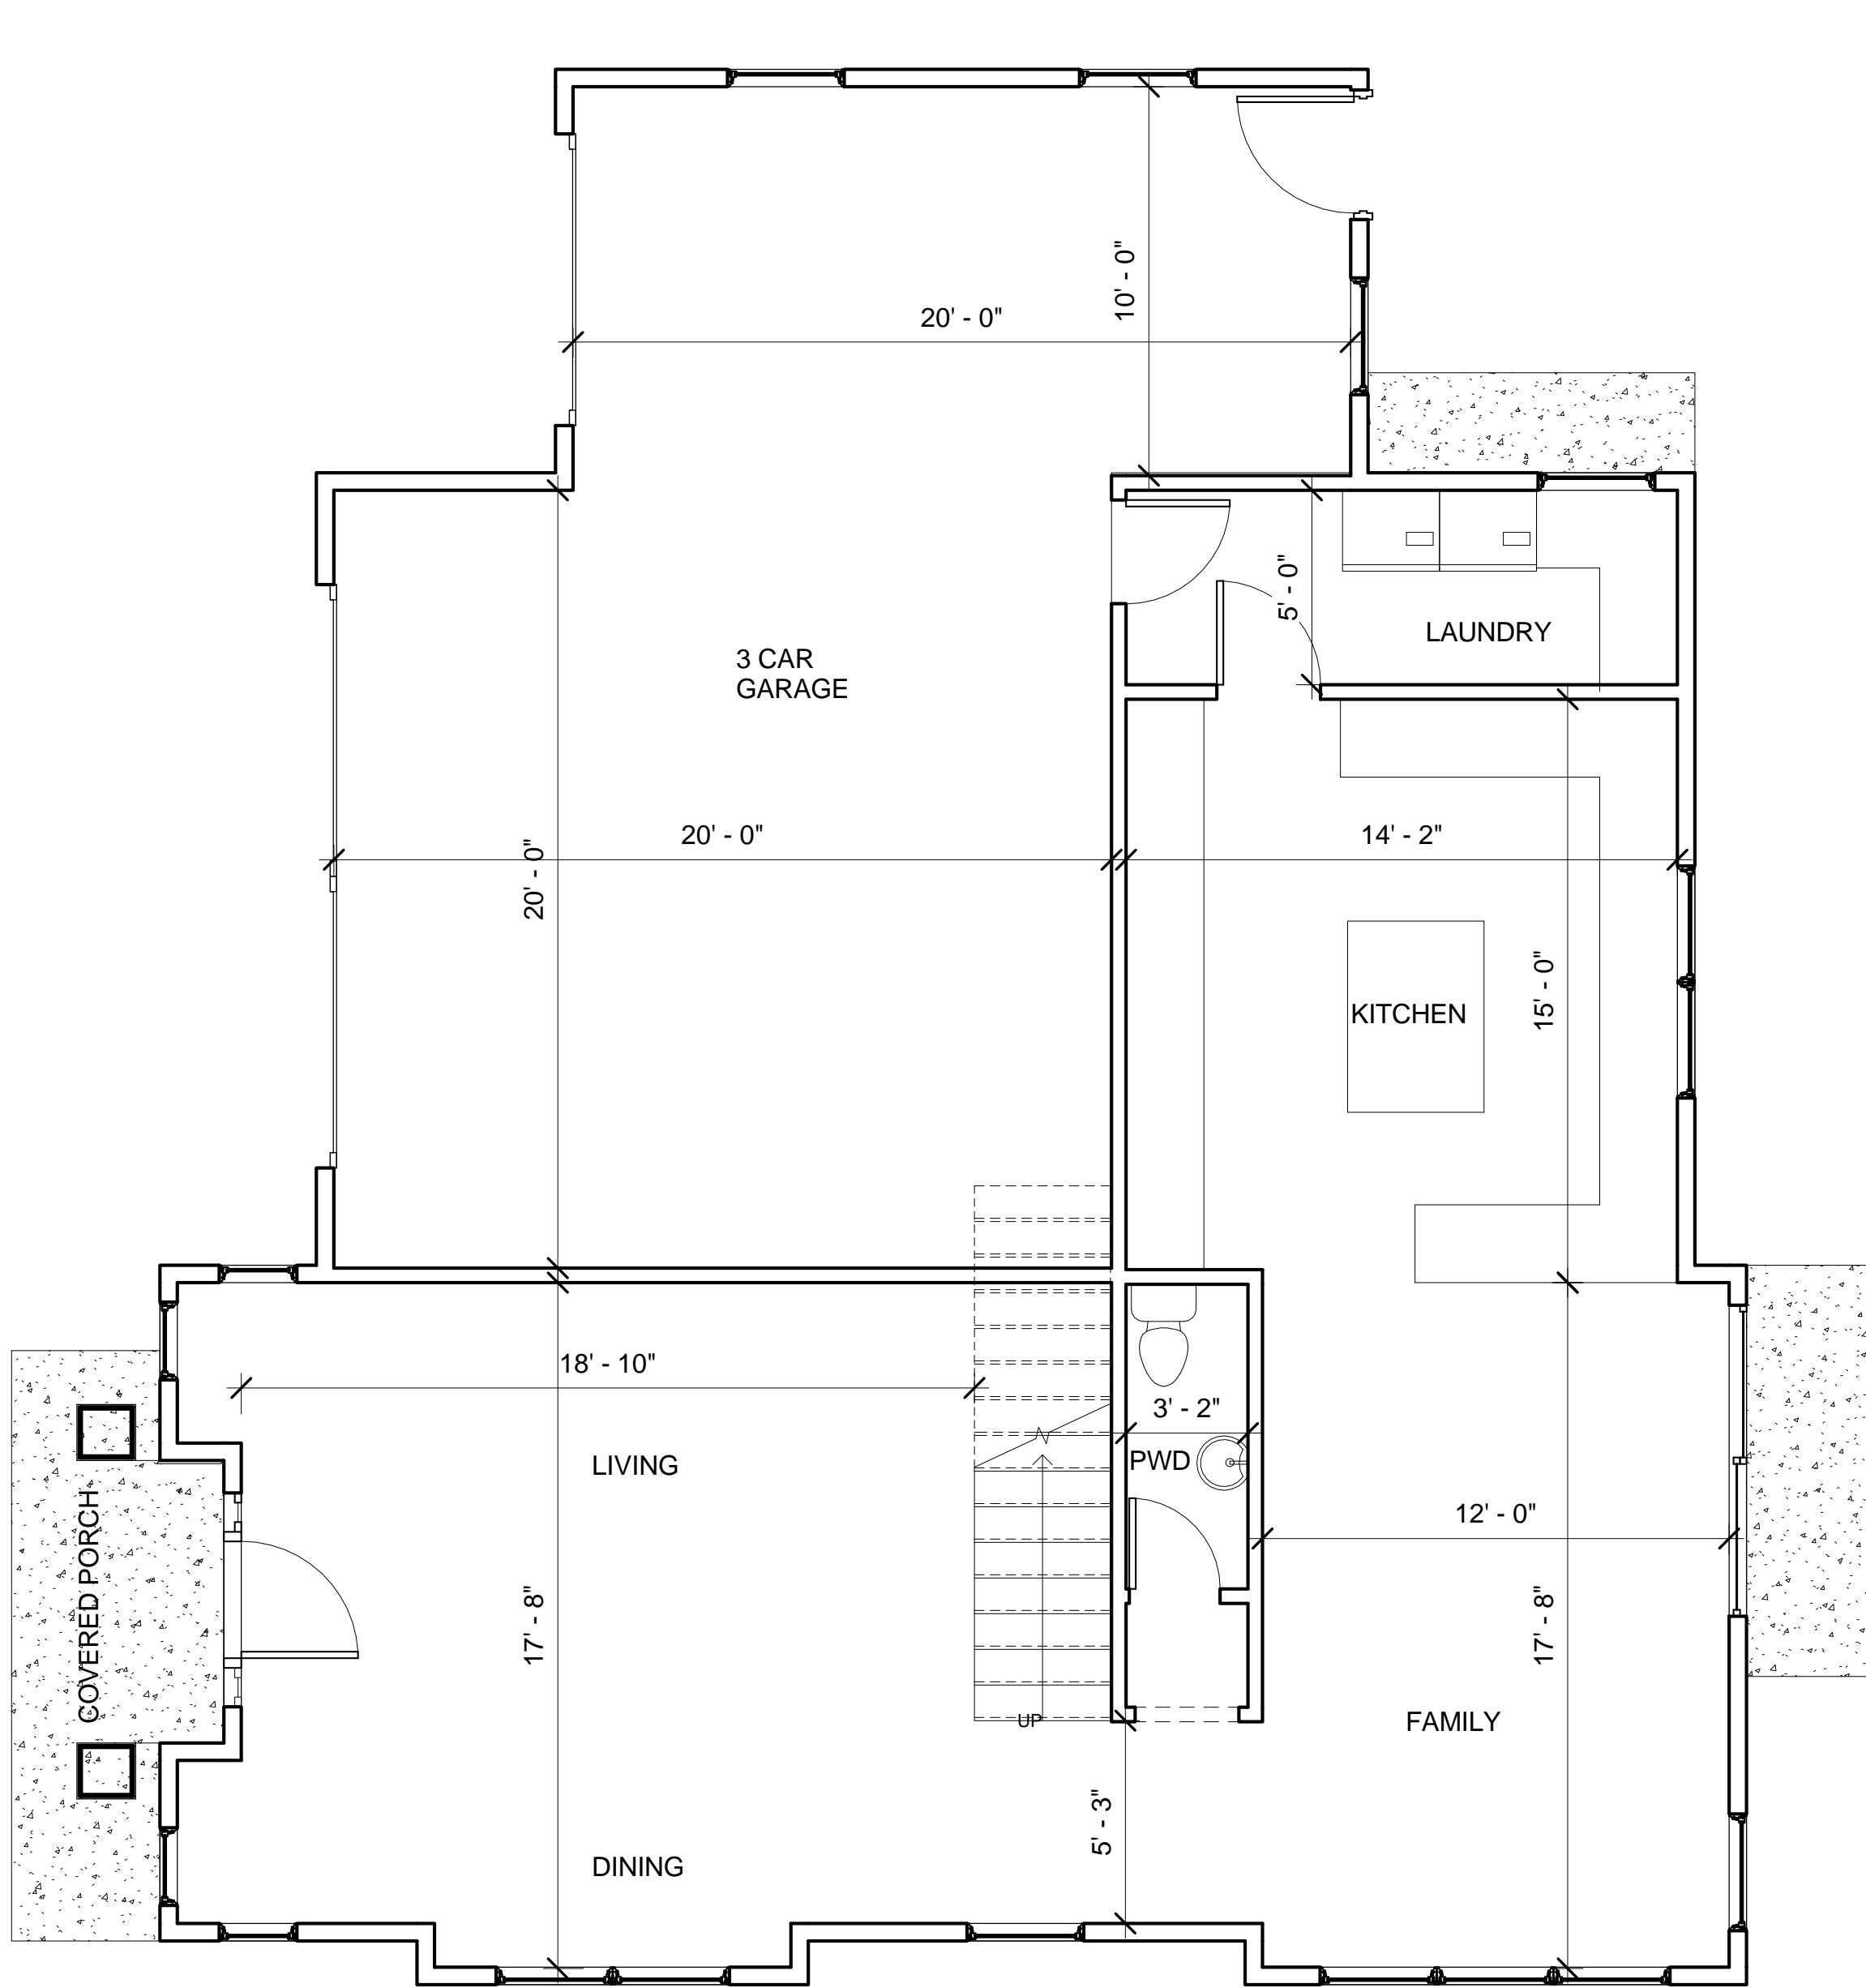 10' - 0"
20' - 0"
5' - 0"
LAUNDRY
3 CAR
GARAGE
20' - 0"
14' - 2"
20' - 0"
15' - 0"
KITCHEN
18' - 10"
3' - 2"
LIVING
PWD
12' - 0"
COVERED PORCH
17' - 8"
17' - 8"
UP
FAMILY
5' - 3"
DINING